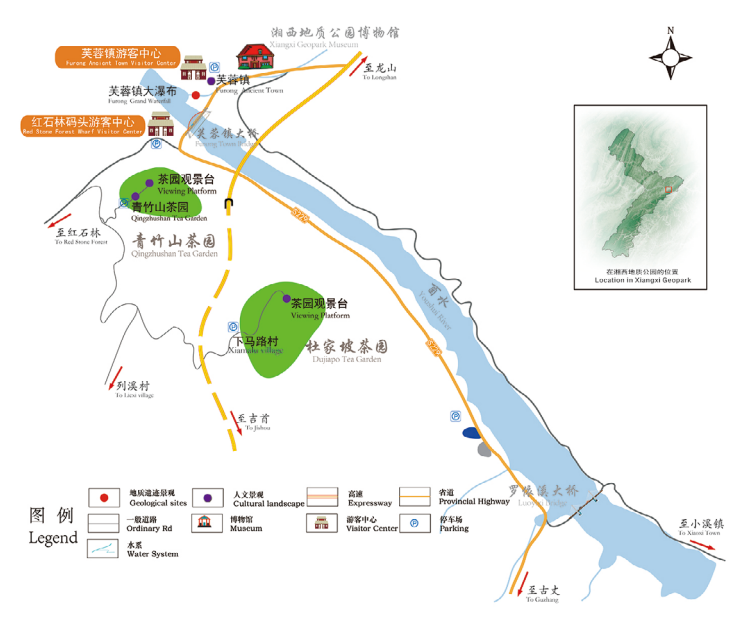 湘西地质公园博物馆
Xiangxi Geopark Museum
N
芙蓉镇游客中心
Furong Ancient Town Visitor Center
至龙山
To Longshan
芙蓉镇
Furong Ancient Town
芙蓉镇大瀑布
Furong Grand Waterfall
红石林码头游客中心
Red Stone Forest Wharf Visitor Center
芙蓉镇大桥
Furong Town Bridge
茶园观景台
Viewing Platform
青竹山茶园
Qingzhushan Tea Garden
至红石林
To Red Stone Forest
青竹山茶园
Qingzhushan Tea Garden
S229
在湘西地质公园的位置
Location in Xiangxi Geopark
酉水
Youshui River
茶园观景台
Viewing Platform
下马路村
Xiamalu village
杜家坡茶园
Dujiapo Tea Garden
S229
列溪村
To Liexi village
至吉首
To Jishou
罗依溪大桥
Luoyixi Bridge
至小溪镇
To Xiaoxi Town
至古丈
To Guzhang
图例
Legend
地质遗迹景观
Geological sites
人文景观
Cultural landscape
高速
Expressway
省道
Provincial Highway
一般道路
Ordinary Rd
博物馆
Museum
游客中心
Visitor Center
停车场
Parking
水系
Water System